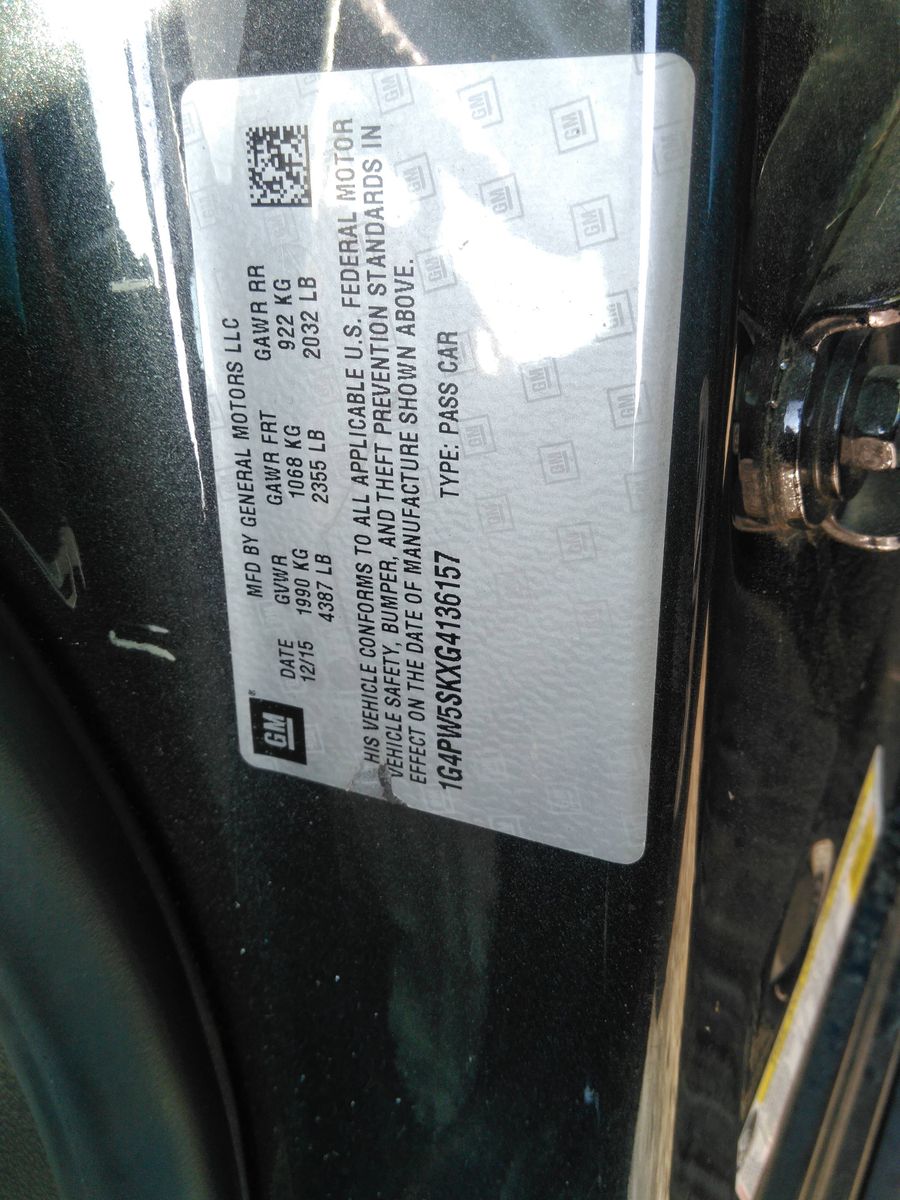 GM
MFD BY GENERAL MOTORS LLC
DATE GVWR GAWR FRT GAWR RR
12/15 1990 KG 1068 KG 922 KG
4387 LB 2355 LB 2032 LB
HIS VEHICLE CONFORMS TO ALL APPLICABLE U.S. FEDERAL MOTOR
VEHICLE SAFETY, BUMPER, AND THEFT PREVENTION STANDARDS IN
EFFECT ON THE DATE OF MANUFACTURE SHOWN ABOVE.
1G4PW5SKXG4136157 TYPE: PASS CAR